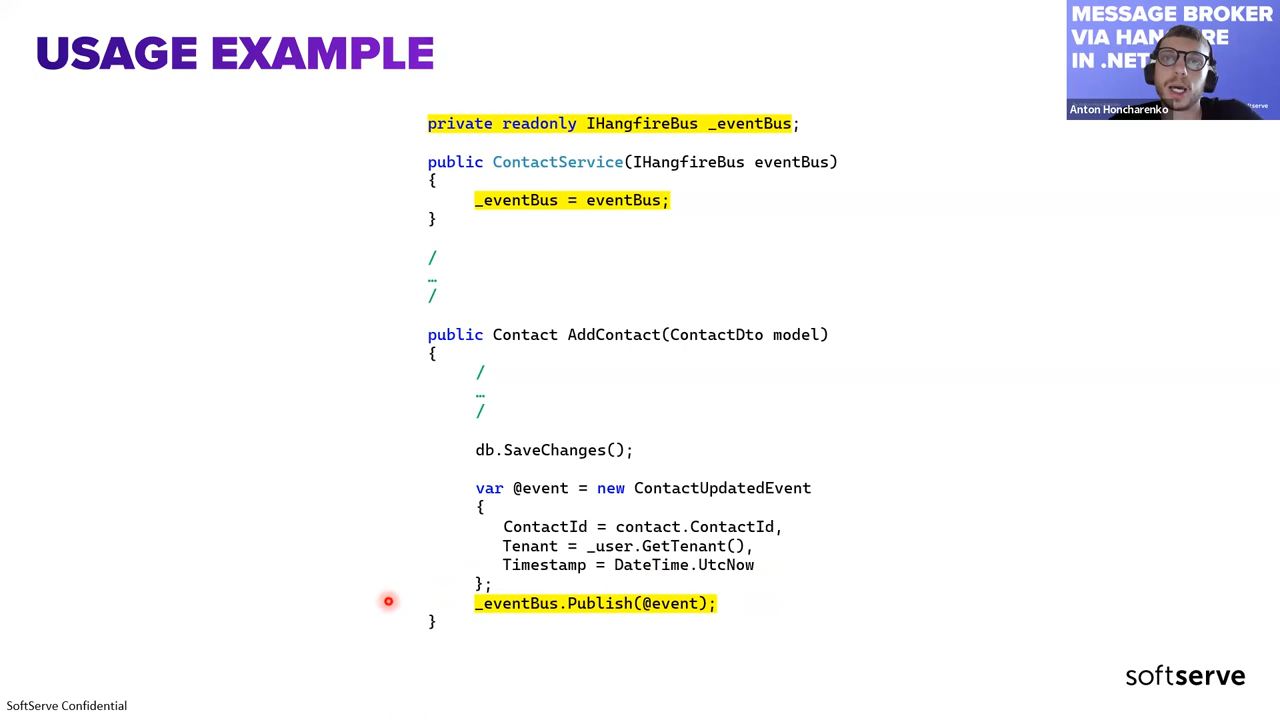 USAGE EXAMPLE
MESSAGE BROKER
VIA HANGFIRE
IN .NET
Anton Honcharenko
private readonly IHangfireBus _eventBus;
public ContactService(IHangfireBus eventBus)
{
_eventBus = eventBus;
}
/
…
/
public Contact AddContact(ContactDto model)
{
/
…
/
db.SaveChanges();
var @event = new ContactUpdatedEvent
{
ContactId = contact.ContactId,
Tenant = _user.GetTenant(),
Timestamp = DateTime.UtcNow
};
_eventBus.Publish(@event);
}
softserve
SoftServe Confidential